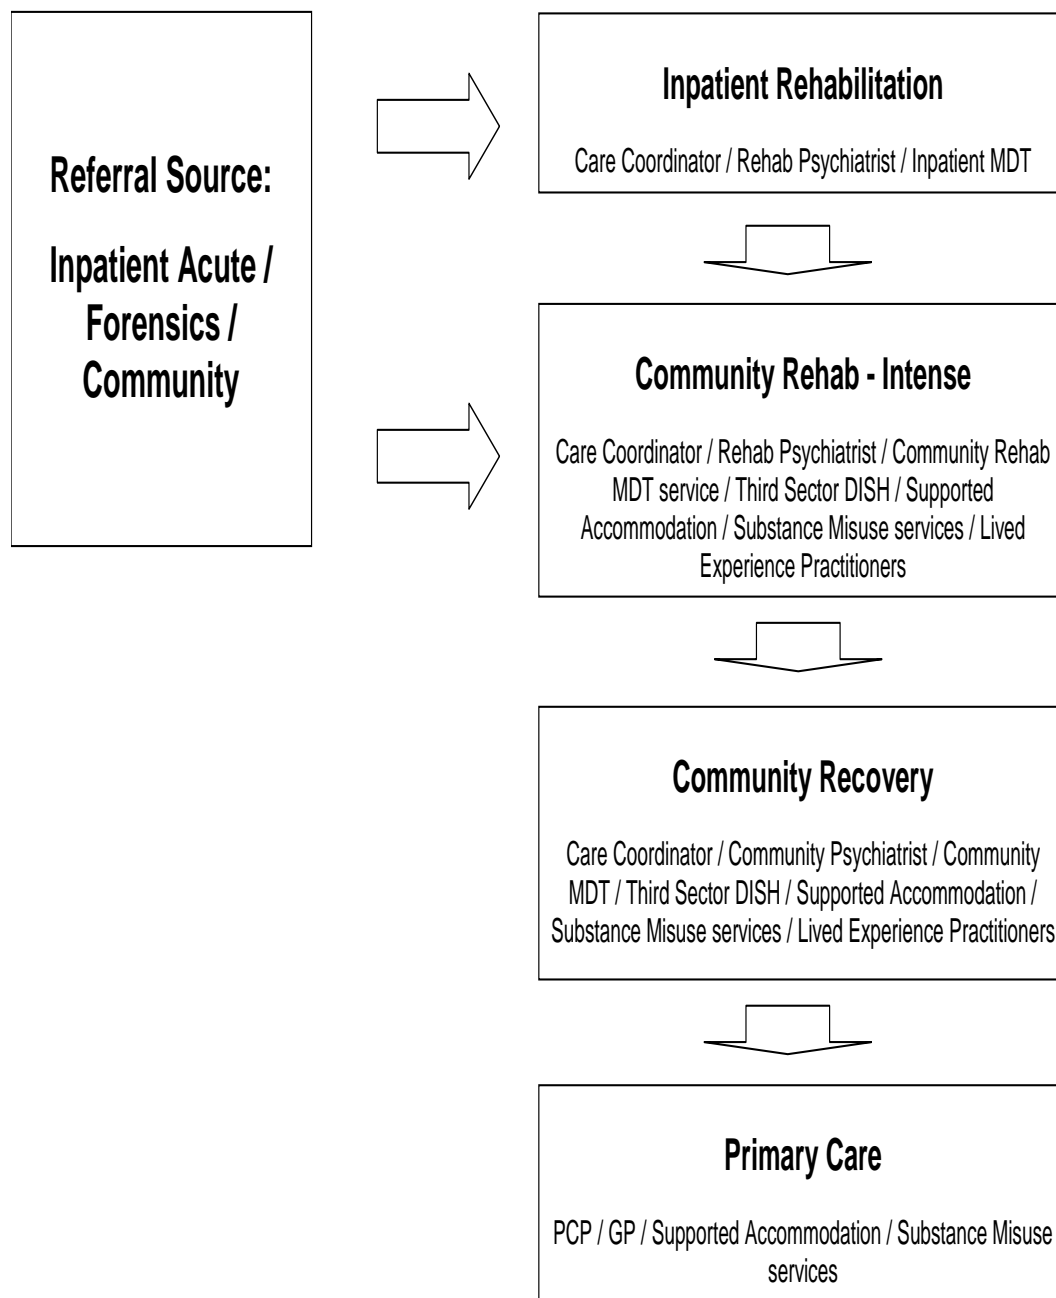 Referral Source:
Inpatient Acute /
Forensics /
Community
Inpatient Rehabilitation
Care Coordinator / Rehab Psychiatrist / Inpatient MDT
Community Rehab - Intense
Care Coordinator / Rehab Psychiatrist / Community Rehab
MDT service / Third Sector DISH / Supported
Accommodation / Substance Misuse services / Lived
Experience Practitioners
Community Recovery
Care Coordinator / Community Psychiatrist / Community
MDT / Third Sector DISH / Supported Accommodation /
Substance Misuse services / Lived Experience Practitioners
Primary Care
PCP / GP / Supported Accommodation / Substance Misuse
services